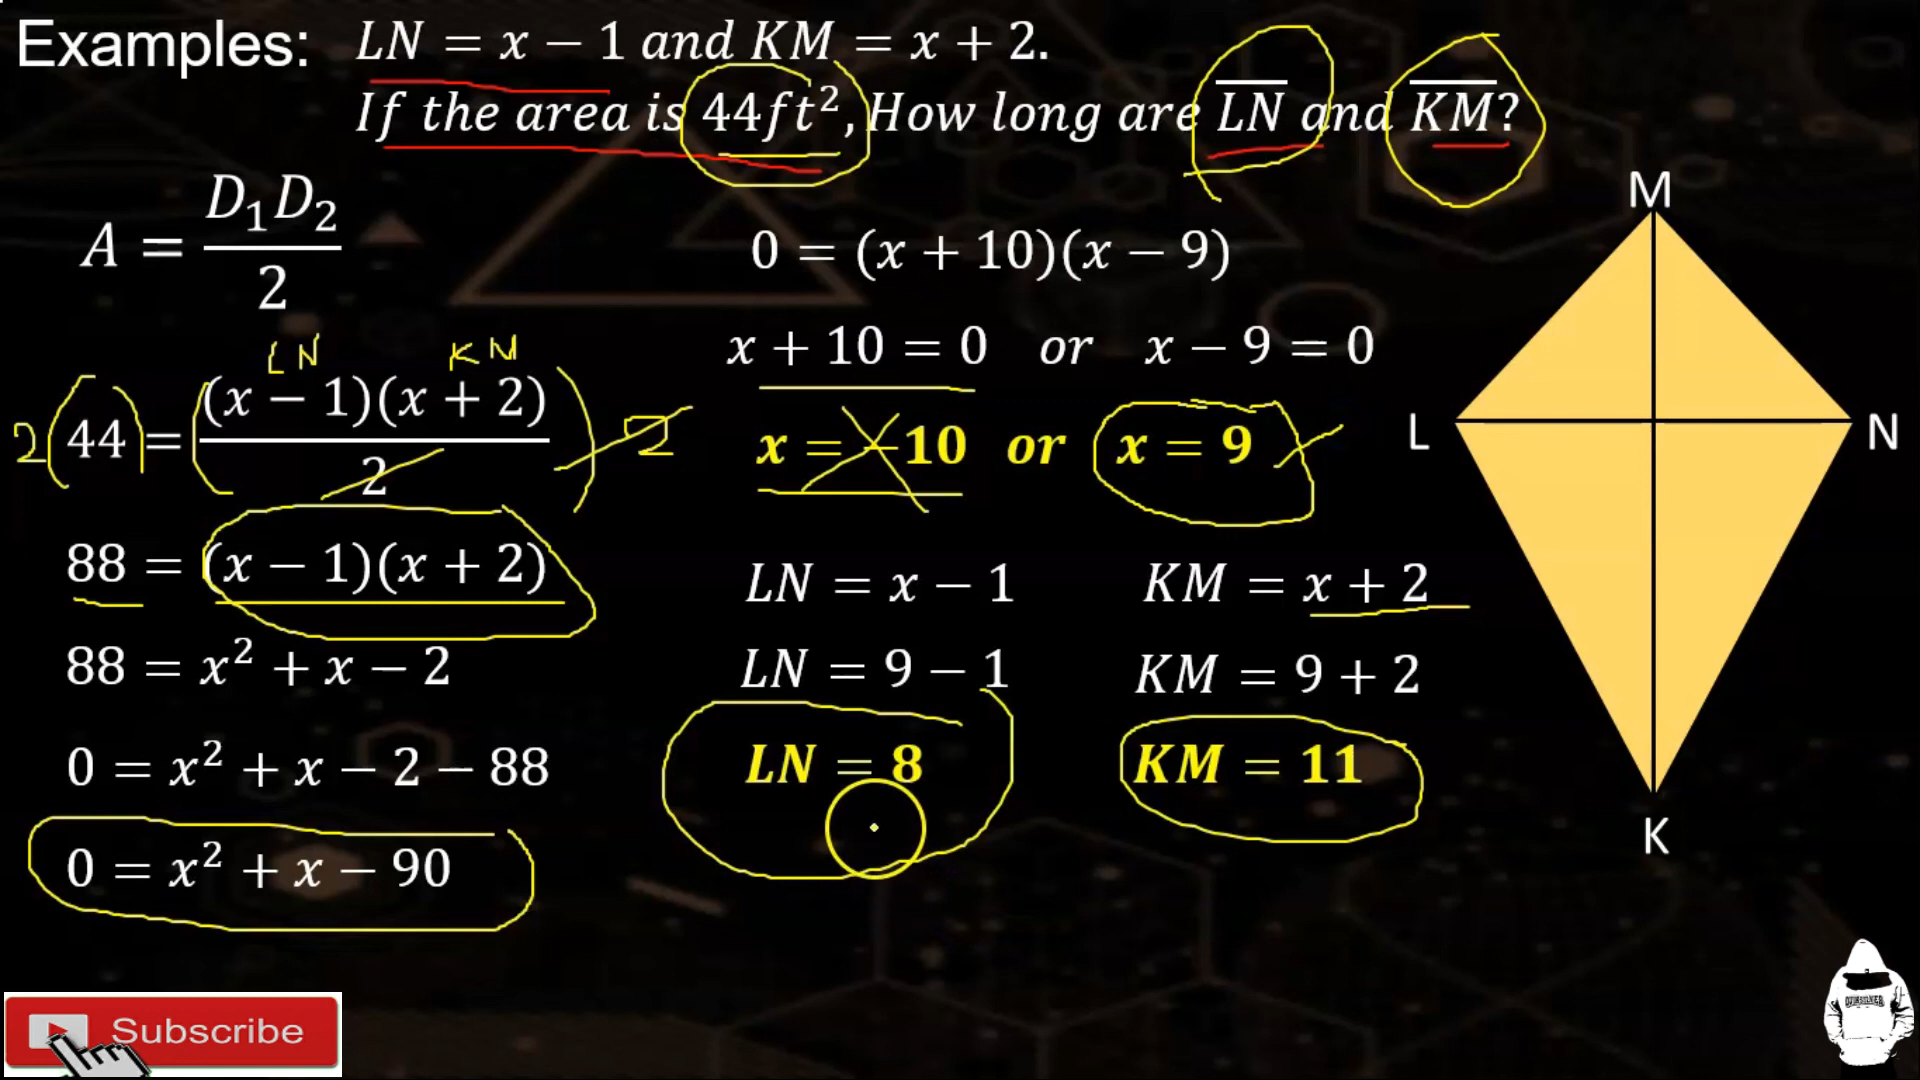 Examples: LN = x − 1 and KM = x + 2.
If the area is 44ft², How long are L̅N̅ and K̅M̅?
A = D₁D₂/2
LN KM
2(44) = ((x − 1)(x + 2)/2) 2
88 = (x − 1)(x + 2)
88 = x² + x − 2
0 = x² + x − 2 − 88
0 = x² + x − 90
0 = (x + 10)(x − 9)
x + 10 = 0 or x − 9 = 0
x = −10 or x = 9
LN = x − 1 KM = x + 2
LN = 9 − 1 KM = 9 + 2
LN = 8 KM = 11
M
L N
K
Subscribe
QUIKSILVER